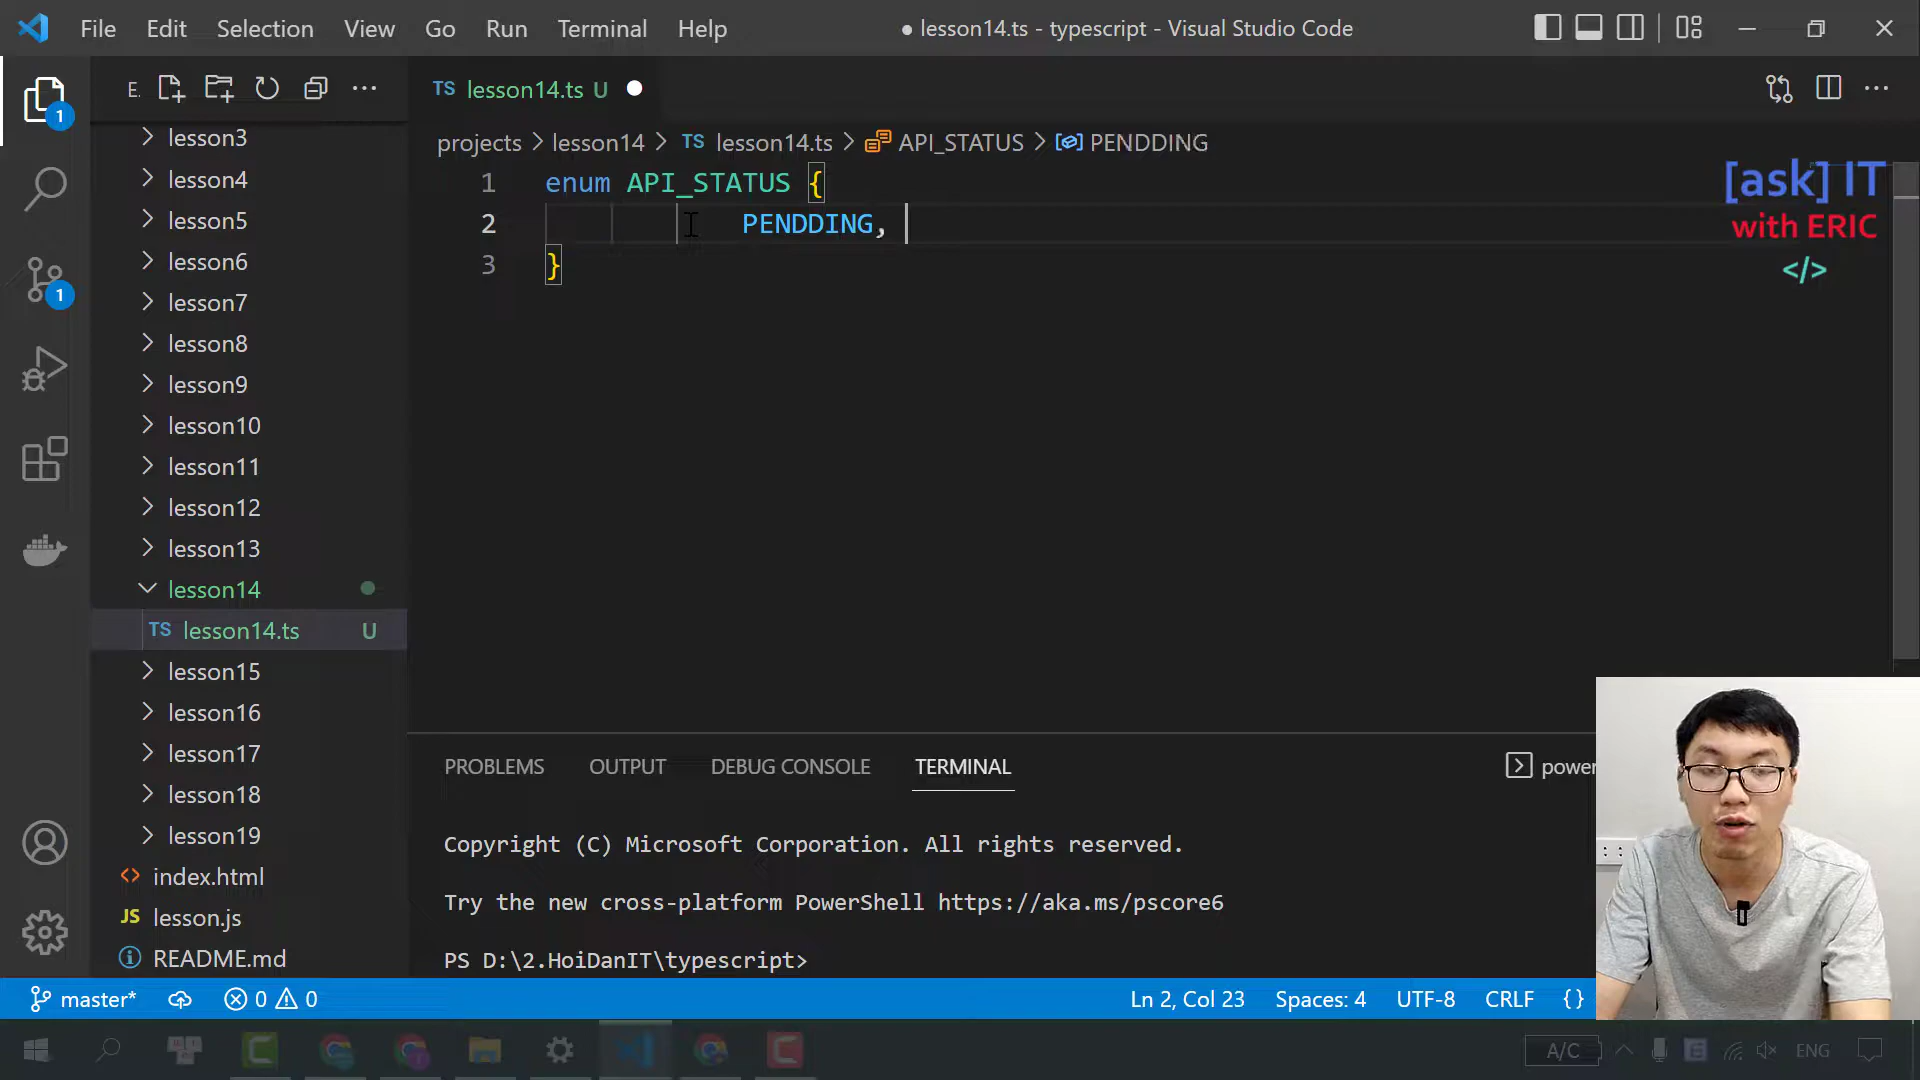 File Edit Selection View Go Run Terminal Help
● lesson14.ts - typescript - Visual Studio Code
E.
TS lesson14.ts U
projects > lesson14 > TS lesson14.ts > API_STATUS > PENDDING
1 enum API_STATUS {
2 PENDDING,
3 }
[ask] IT
with ERIC
</>
1
1
lesson3
lesson4
lesson5
lesson6
lesson7
lesson8
lesson9
lesson10
lesson11
lesson12
lesson13
lesson14
TS lesson14.ts U
lesson15
lesson16
lesson17
lesson18
lesson19
<> index.html
JS lesson.js
README.md
PROBLEMS OUTPUT DEBUG CONSOLE TERMINAL
power
Copyright (C) Microsoft Corporation. All rights reserved.
Try the new cross-platform PowerShell https://aka.ms/pscore6
PS D:\2.HoiDanIT\typescript>
master* 0 0 Ln 2, Col 23 Spaces: 4 UTF-8 CRLF {}
A/C ENG